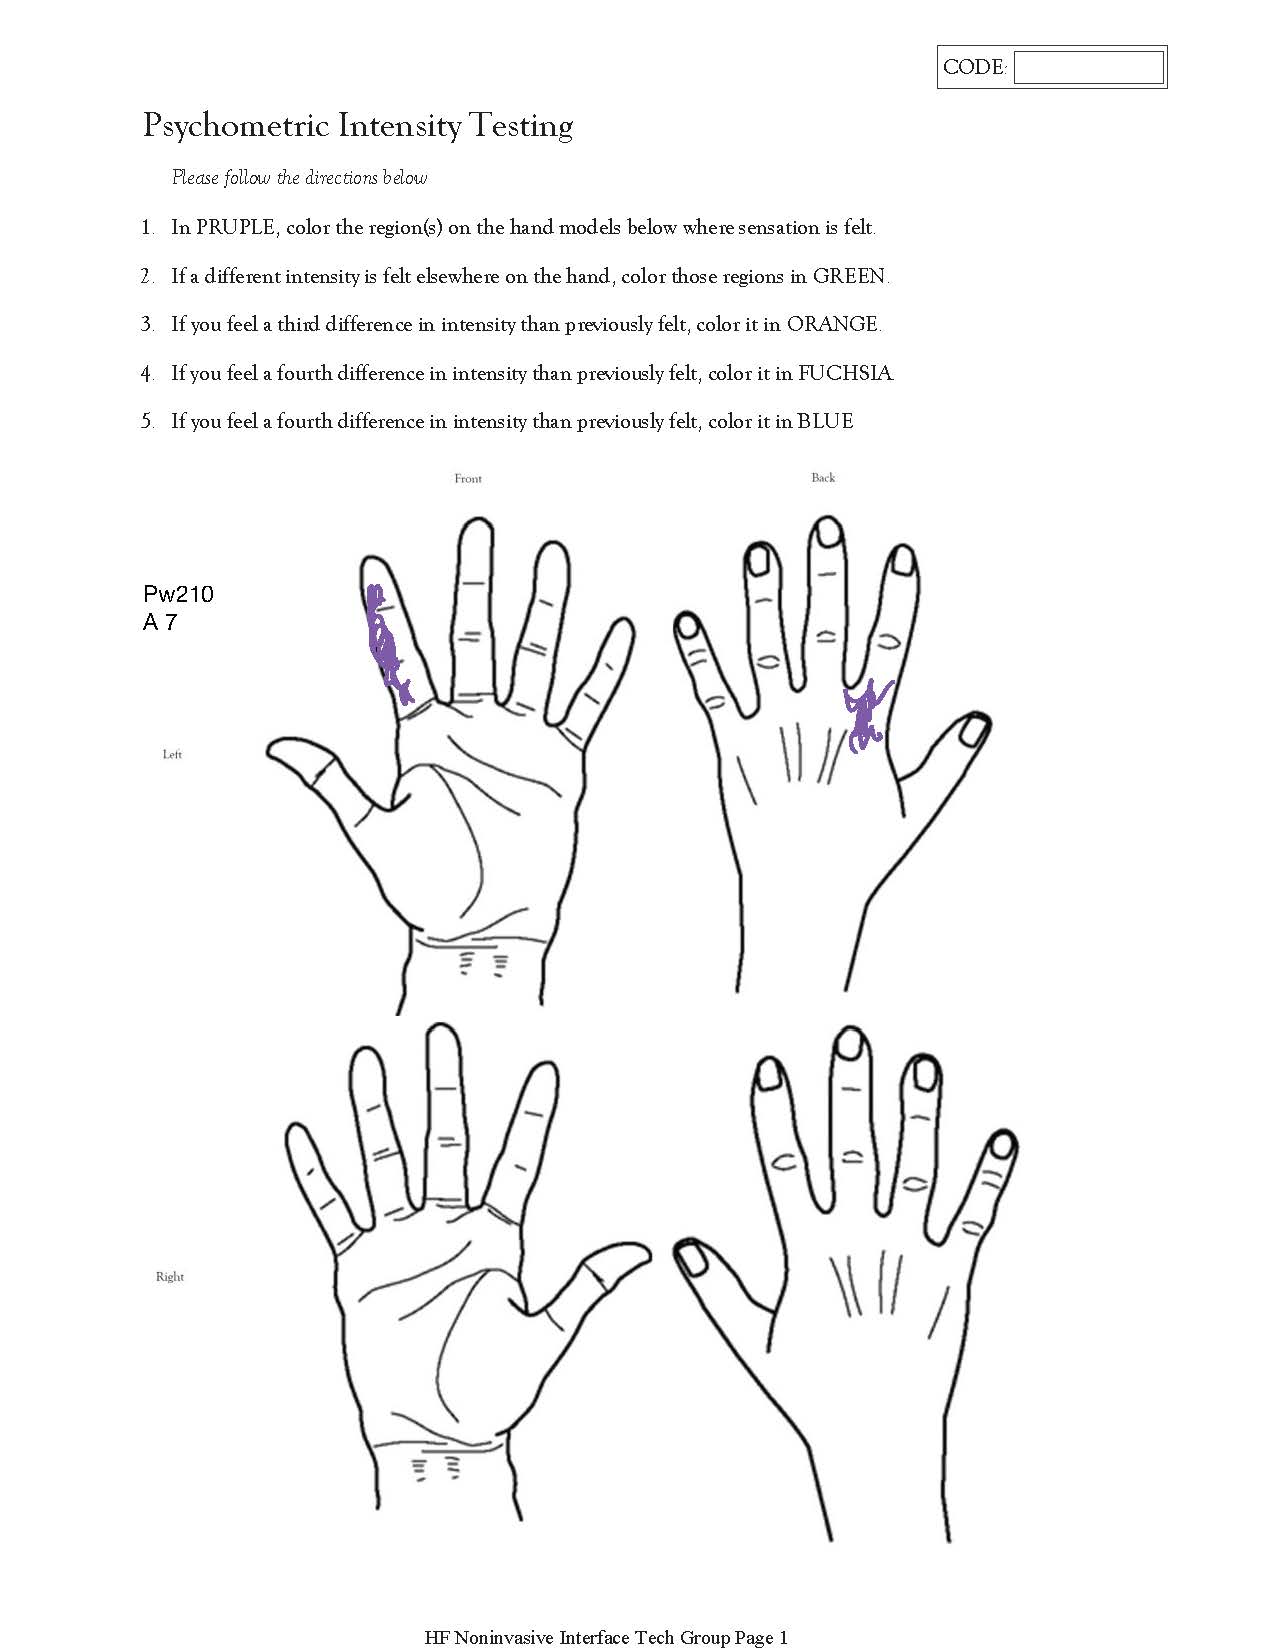 CODE:
Psychometric Intensity Testing
Please follow the directions below
1. In PRUPLE, color the region(s) on the hand models below where sensation is felt.
2. If a different intensity is felt elsewhere on the hand, color those regions in GREEN.
3. If you feel a third difference in intensity than previously felt, color it in ORANGE.
4. If you feel a fourth difference in intensity than previously felt, color it in FUCHSIA.
5. If you feel a fourth difference in intensity than previously felt, color it in BLUE
Front
Back
Pw210
A 7
Left
Right
HF Noninvasive Interface Tech Group Page 1